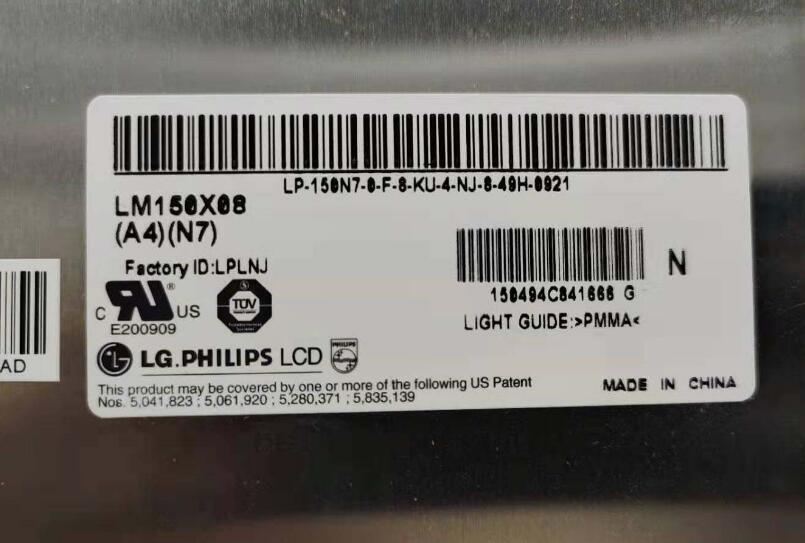 LP-150N7-0-F-8-KU-4-NJ-8-49H-0921
LM150X08
(A4)(N7)
Factory ID:LPLNJ
150494C841666 G
N
LIGHT GUIDE:>PMMA<
C UR ® US
E200909
TÜV
LG.PHILIPS LCD
PHILIPS
This product may be covered by one or more of the following US Patent
Nos. 5,041,823 ; 5,061,920 ; 5,280,371 ; 5,835,139
MADE IN CHINA
AD